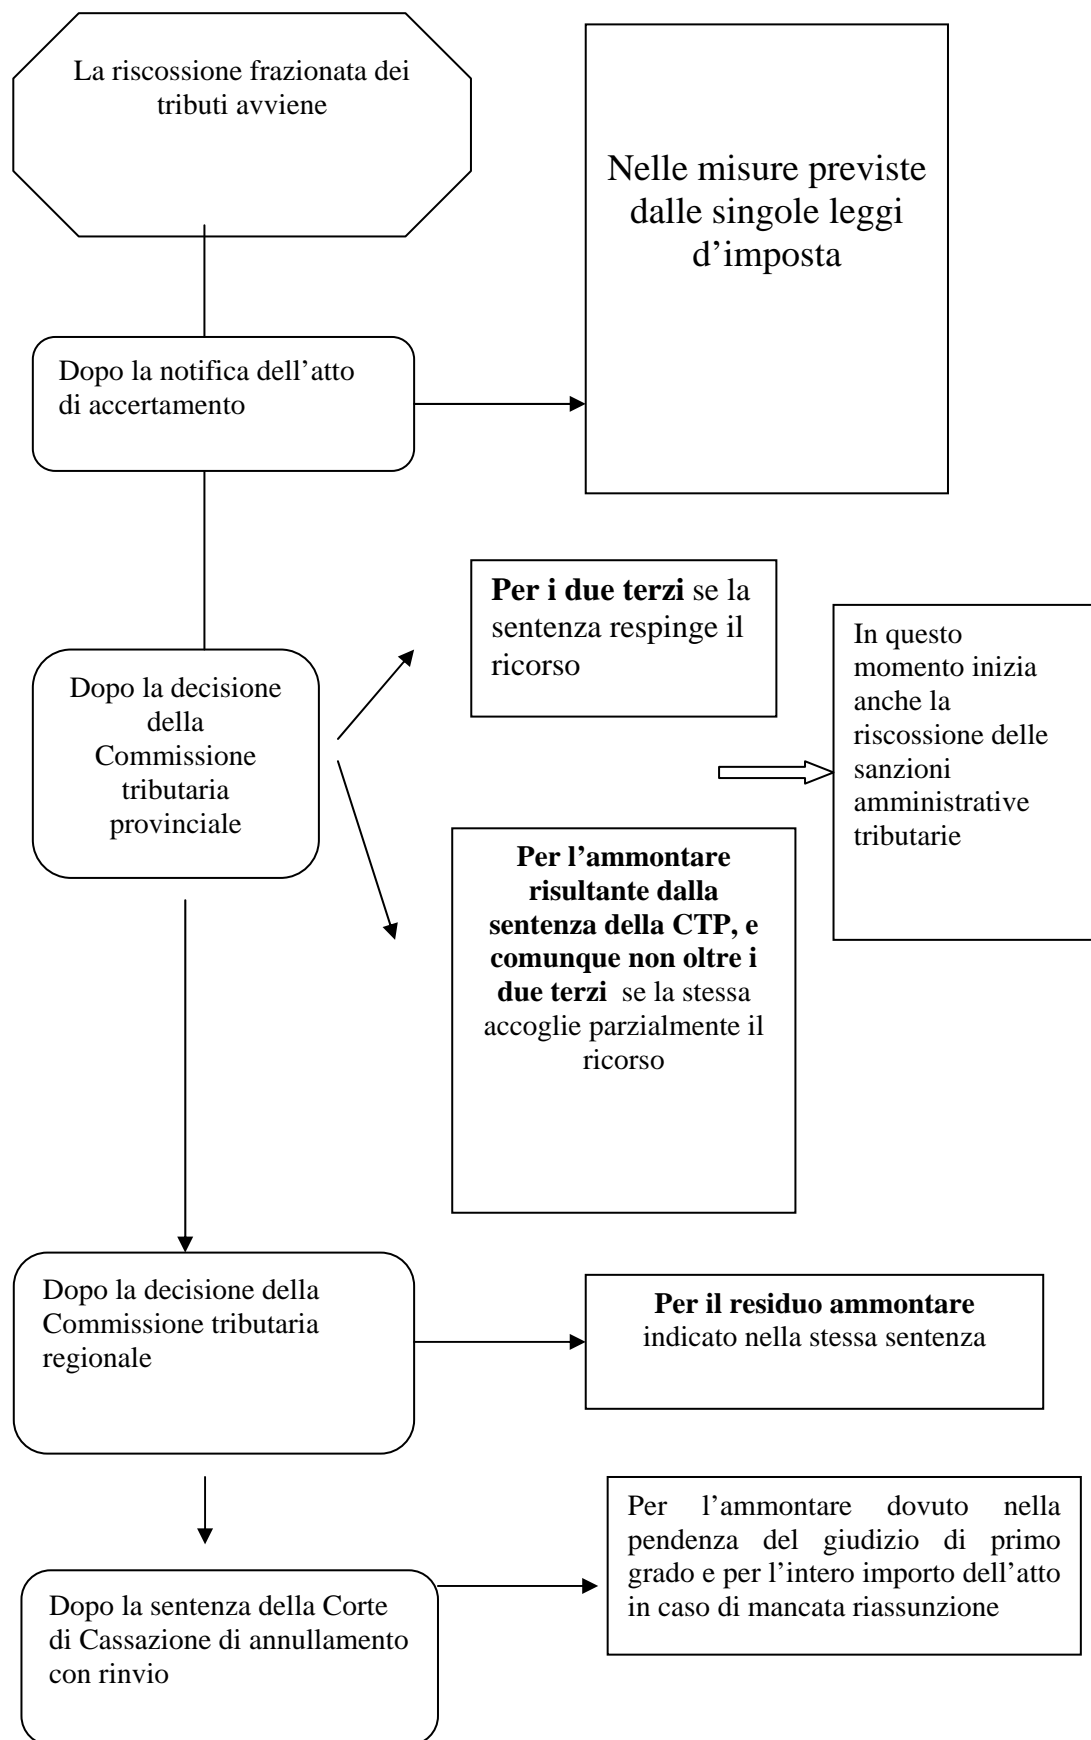 La riscossione frazionata dei
tributi avviene
Nelle misure previste
dalle singole leggi
d’imposta
Dopo la notifica dell’atto
di accertamento
Per i due terzi se la
sentenza respinge il
ricorso
In questo
momento inizia
anche la
riscossione delle
sanzioni
amministrative
tributarie
Dopo la decisione
della
Commissione
tributaria
provinciale
Per l’ammontare
risultante dalla
sentenza della CTP, e
comunque non oltre i
due terzi se la stessa
accoglie parzialmente il
ricorso
Dopo la decisione della
Commissione tributaria
regionale
Per il residuo ammontare
indicato nella stessa sentenza
Per l’ammontare dovuto nella
pendenza del giudizio di primo
grado e per l’intero importo dell’atto
in caso di mancata riassunzione
Dopo la sentenza della Corte
di Cassazione di annullamento
con rinvio